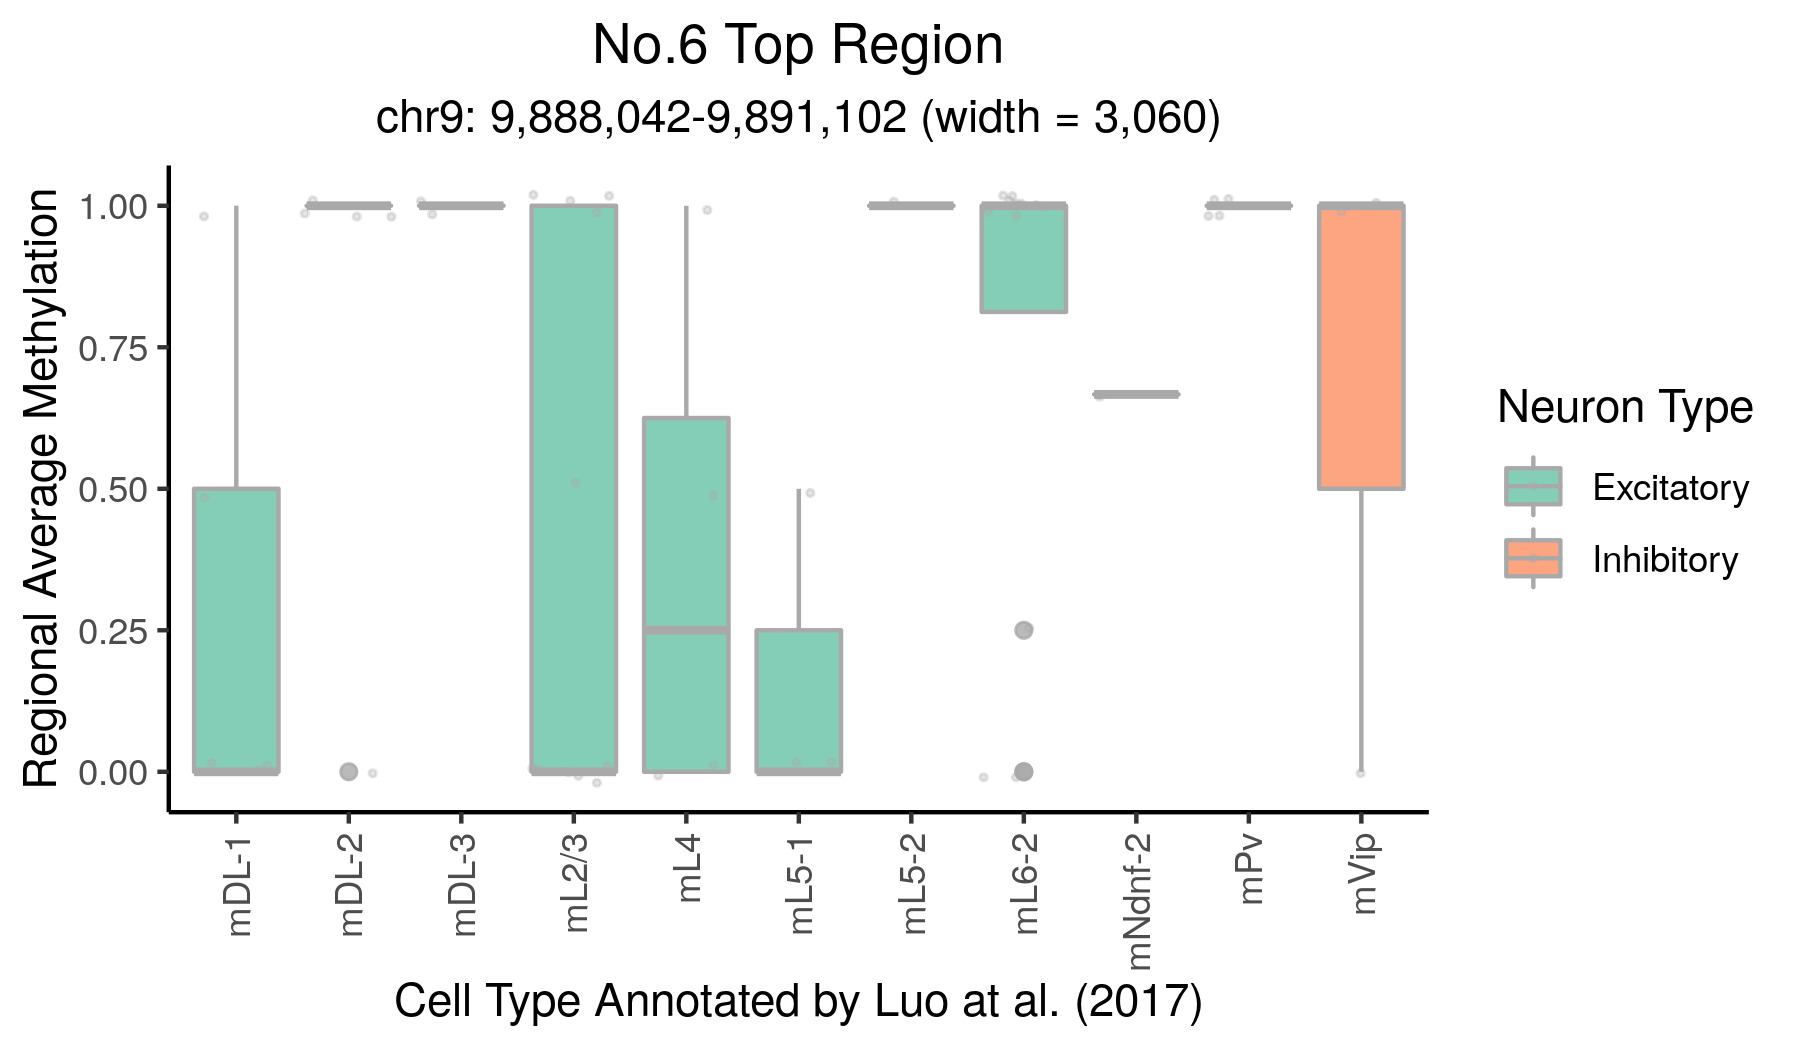 No.6 Top Region
chr9: 9,888,042-9,891,102 (width = 3,060)
Regional Average Methylation
1.00
0.75
0.50
0.25
0.00
mDL-1
mDL-2
mDL-3
mL2/3
mL4
mL5-1
mL5-2
mL6-2
mNdnf-2
mPv
mVip
Cell Type Annotated by Luo at al. (2017)
Neuron Type
Excitatory
Inhibitory